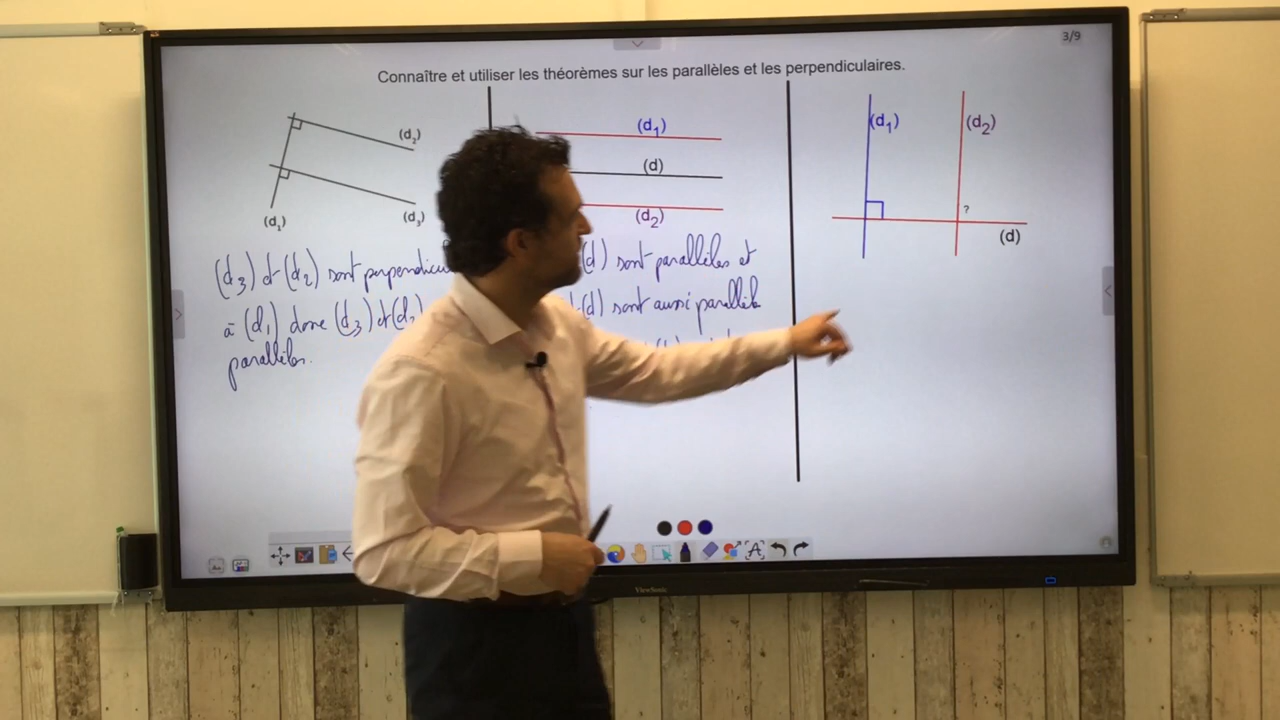 3/9
Connaître et utiliser les théorèmes sur les parallèles et les perpendiculaires.
(d₂)
(d₁)
(d₃)
(d₃) et (d₂) sont perpendicu
à (d₁) donc (d₃) et (d₂)
parallèles.
(d₁)
(d)
(d₂)
(d) sont parallèles et
(d) sont aussi parallèle
(d₁)
(d₂)
?
(d)
ViewSonic